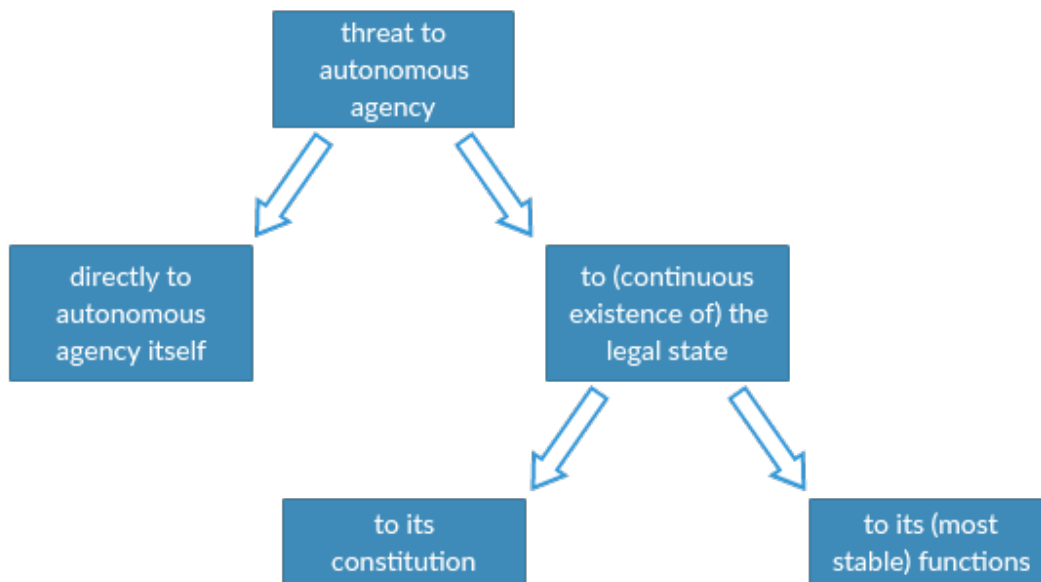 threat to
autonomous
agency
directly to
autonomous
agency itself
to (continuous
existence of) the
legal state
to its
constitution
to its (most
stable) functions